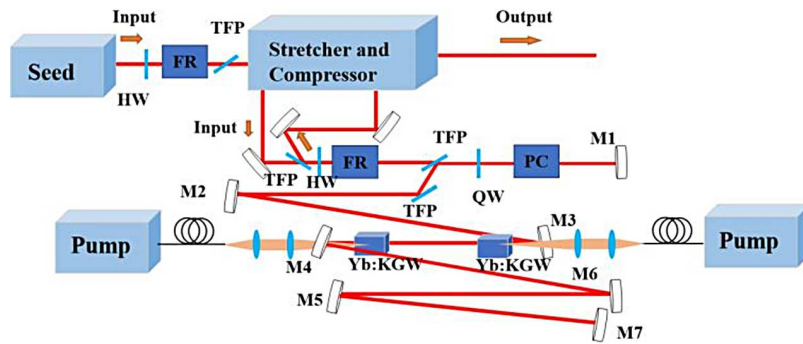 Input
TFP
Output
Seed
FR
Stretcher and
Compressor
HW
Input
TFP
M1
TFP
HW
FR
QW
PC
M2
TFP
M3
Pump
M4
Yb:KGW
Yb:KGW
M6
Pump
M5
M7